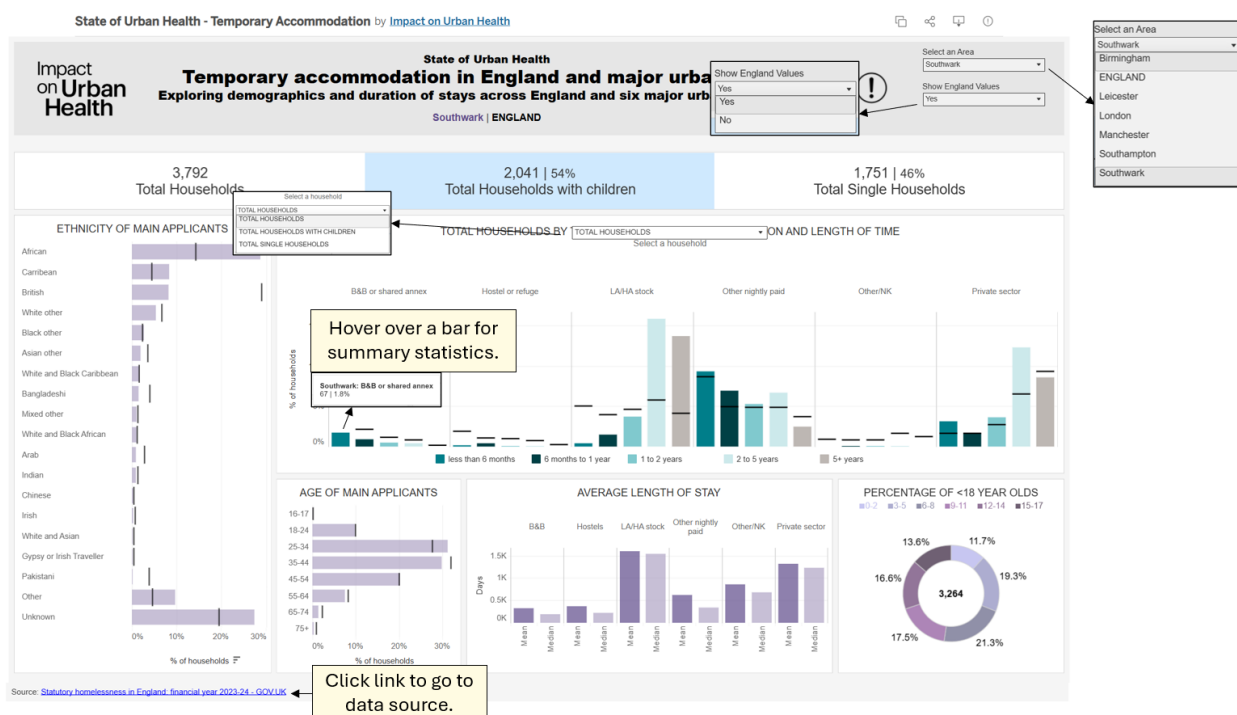 State of Urban Health - Temporary Accommodation by Impact on Urban Health
Impact
on Urban
Health
State of Urban Health
Temporary accommodation in England and major urba
Exploring demographics and duration of stays across England and six major urb
Southwark | ENGLAND
Show England Values
Yes
Yes
No
Select an Area
Southwark
Show England Values
Yes
Select an Area
Southwark
Birmingham
ENGLAND
Leicester
London
Manchester
Southampton
Southwark
3,792
Total Households
2,041 | 54%
Total Households with children
1,751 | 46%
Total Single Households
Select a household
TOTAL HOUSEHOLDS
TOTAL HOUSEHOLDS
TOTAL HOUSEHOLDS WITH CHILDREN
TOTAL SINGLE HOUSEHOLDS
ETHNICITY OF MAIN APPLICANTS
African
Carribean
British
White other
Black other
Asian other
White and Black Caribbean
Bangladeshi
Mixed other
White and Black African
Arab
Indian
Chinese
Irish
White and Asian
Gypsy or Irish Traveller
Pakistani
Other
Unknown
0% 10% 20% 30%
% of households
TOTAL HOUSEHOLDS BY TOTAL HOUSEHOLDS ON AND LENGTH OF TIME
Select a household
B&B or shared annex Hostel or refuge LA/HA stock Other nightly paid Other/NK Private sector
Hover over a bar for
summary statistics.
% of households
Southwark: B&B or shared annex
67 | 1.8%
0%
less than 6 months 6 months to 1 year 1 to 2 years 2 to 5 years 5+ years
AGE OF MAIN APPLICANTS
16-17
18-24
25-34
35-44
45-54
55-64
65-74
75+
0% 10% 20% 30%
% of households
AVERAGE LENGTH OF STAY
B&B Hostels LA/HA stock Other nightly paid Other/NK Private sector
Days
1.5K
1K
0.5K
0K
Mean Median Mean Median Mean Median Mean Median Mean Median Mean Median
PERCENTAGE OF <18 YEAR OLDS
0-2 3-5 6-8 9-11 12-14 15-17
13.6% 11.7%
16.6% 19.3%
3,264
17.5% 21.3%
Source: Statutory homelessness in England: financial year 2023-24 - GOV.UK
Click link to go to
data source.